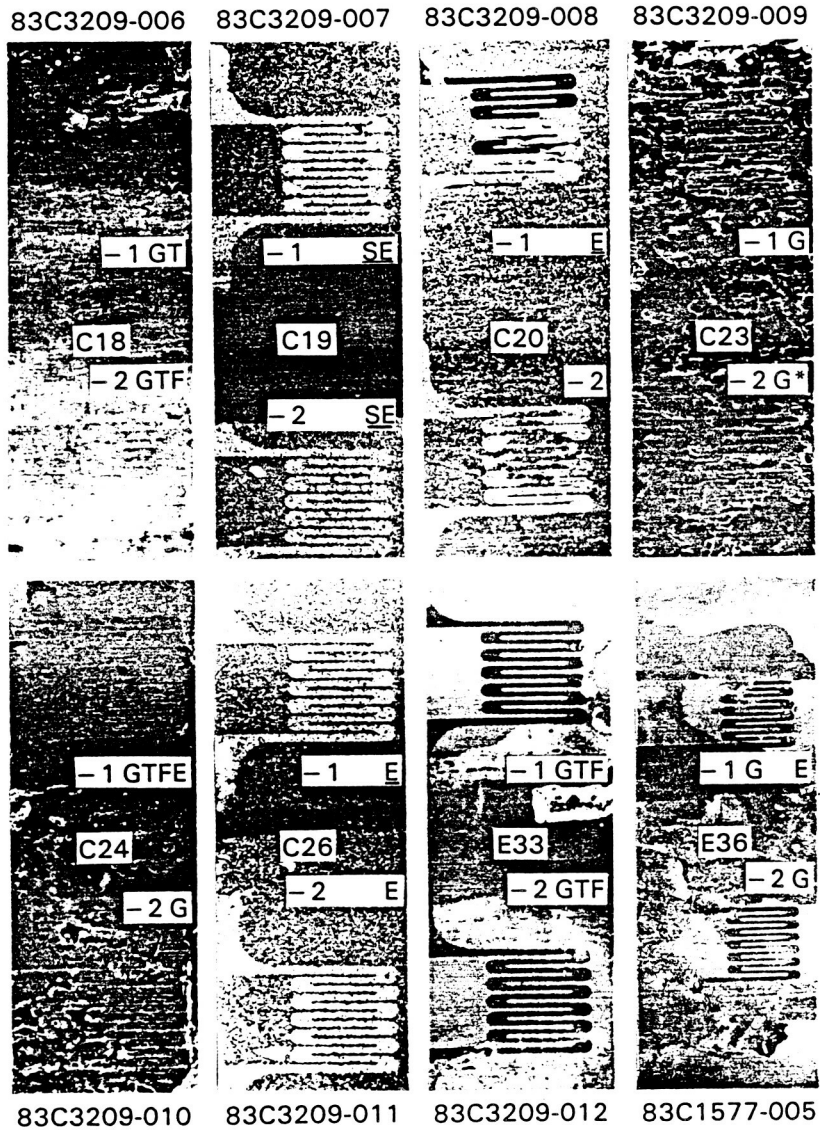 83C3209-006 83C3209-007 83C3209-008 83C3209-009
-1 GT
C18
-2 GTF
-1 SE
C19
-2 SE
-1 E
C20
-2
-1 G
C23
-2 G*
-1 GTFE
C24
-2 G
-1 E
C26
-2 E
-1 GTF
E33
-2 GTF
-1 G E
E36
-2 G
83C3209-010 83C3209-011 83C3209-012 83C1577-005